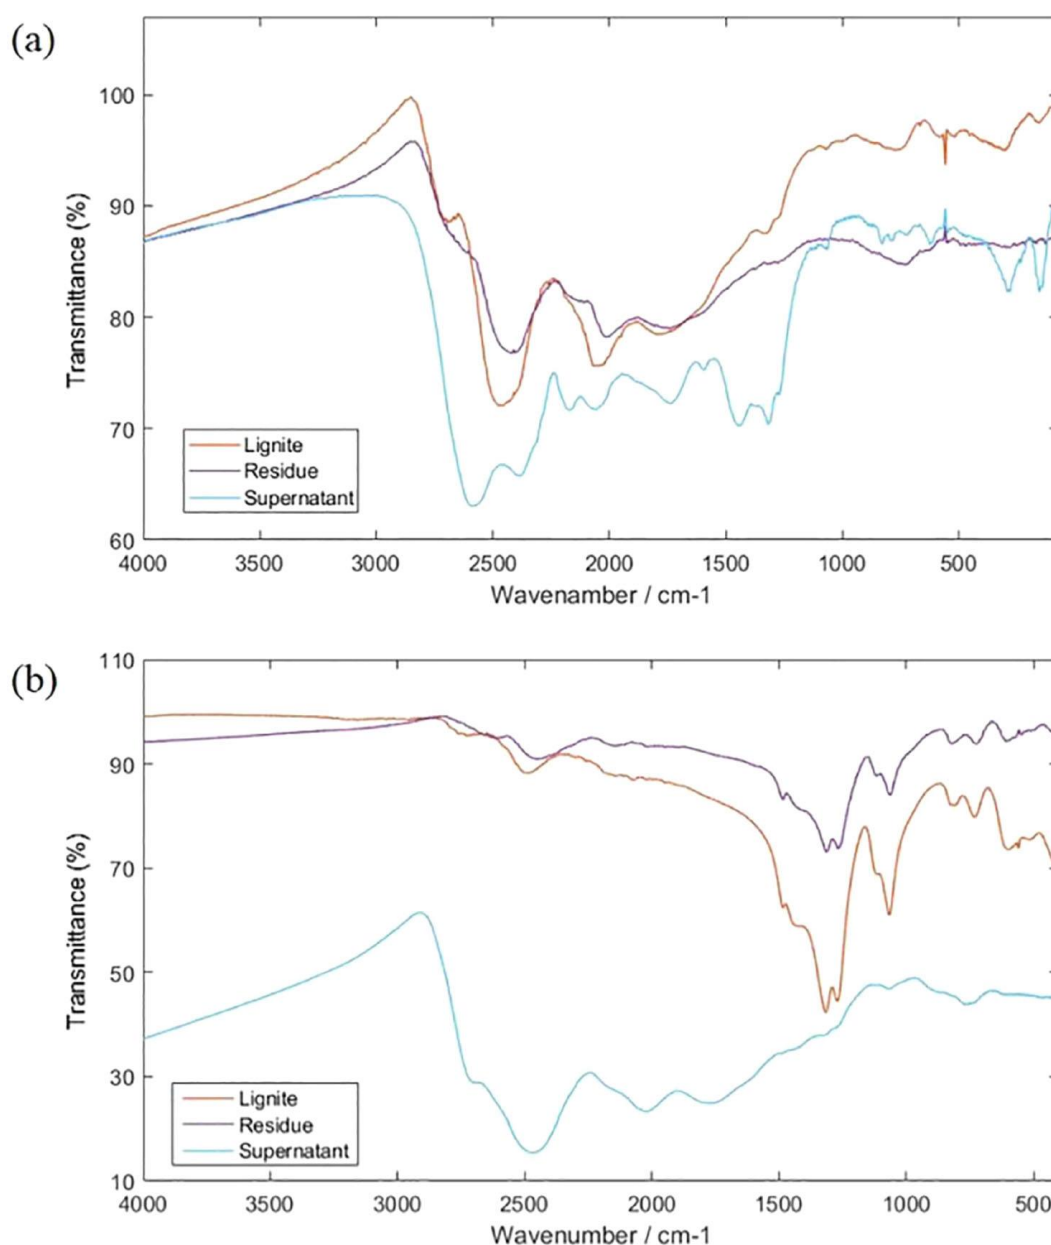 (a)
100
90
80
70
60
Transmittance (%)
Lignite
Residue
Supernatant
4000 3500 3000 2500 2000 1500 1000 500
Wavenamber / cm-1
(b)
110
90
70
50
30
10
Transmittance (%)
Lignite
Residue
Supernatant
4000 3500 3000 2500 2000 1500 1000 500
Wavenumber / cm-1